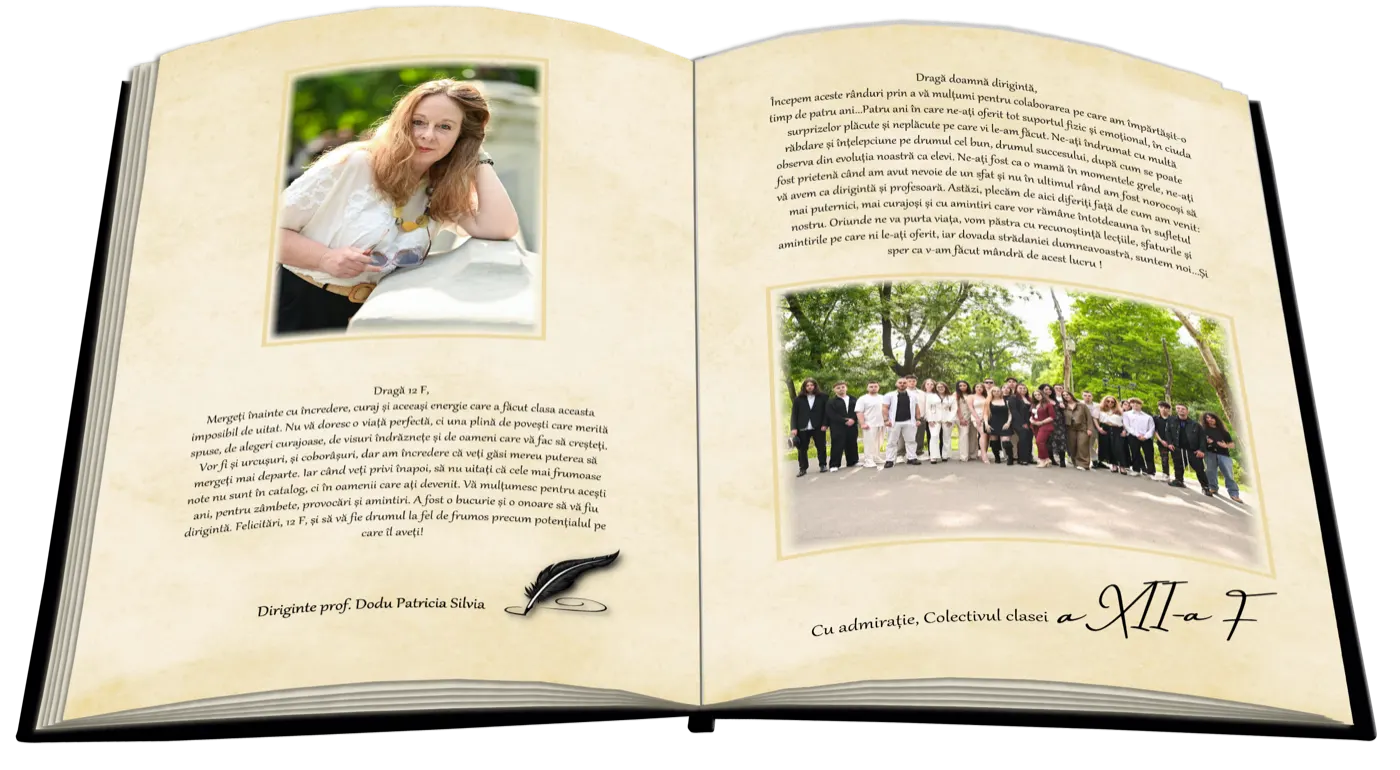 Dragă 12 F,
Mergeți înainte cu încredere, curaj și aceeași energie care a făcut clasa aceasta
imposibil de uitat. Nu vă doresc o viață perfectă, ci una plină de povești care merită
spuse, de alegeri curajoase, de visuri îndrăznețe și de oameni care vă fac să creșteți.
Vor fi și urcușuri, și coborâșuri, dar am încredere că veți găsi mereu puterea să
mergeți mai departe. Iar când veți privi înapoi, să nu uitați că cele mai frumoase
note nu sunt în catalog, ci în oamenii care ați devenit. Vă mulțumesc pentru acești
ani, pentru zâmbete, provocări și amintiri. A fost o bucurie și o onoare să vă fiu
dirigintă. Felicitări, 12 F, și să vă fie drumul la fel de frumos precum potențialul pe
care îl aveți!
Diriginte prof. Dodu Patricia Silvia
Dragă doamnă dirigintă,
Începem aceste rânduri prin a vă mulțumi pentru colaborarea pe care am împărtășit-o
timp de patru ani...Patru ani în care ne-ați oferit tot suportul fizic și emoțional, în ciuda
surprizelor plăcute și neplăcute pe care vi le-am făcut. Ne-ați îndrumat cu multă
răbdare și înțelepciune pe drumul cel bun, drumul succesului, după cum se poate
observa din evoluția noastră ca elevi. Ne-ați fost ca o mamă în momentele grele, ne-ați
fost prietenă când am avut nevoie de un sfat și nu în ultimul rând am fost norocoși să
vă avem ca dirigintă și profesoară. Astăzi, plecăm de aici diferiți față de cum am venit:
mai puternici, mai curajoși și cu amintiri care vor rămâne întotdeauna în sufletul
nostru. Oriunde ne va purta viața, vom păstra cu recunoștință lecțiile, sfaturile și
amintirile pe care ni le-ați oferit, iar dovada strădaniei dumneavoastră, suntem noi...Și
sper ca v-am făcut mândră de acest lucru !
Cu admirație, Colectivul clasei a XII-a F